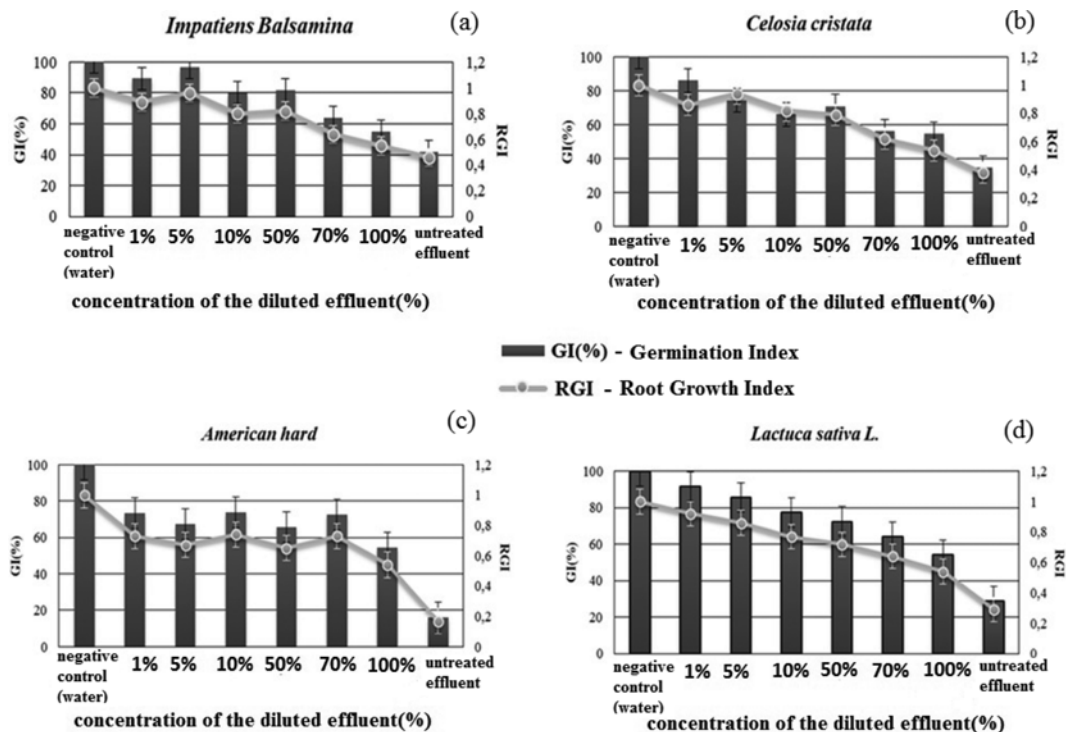 Impatiens Balsamina
(a)
100
80
60
40
20
0
GI(%)
1,2
1
0,8
0,6
0,4
0,2
0
RGI
negative control (water)
1%
5%
10%
50%
70%
100%
untreated effluent
concentration of the diluted effluent(%)
Celosia cristata
(b)
100
80
60
40
20
0
GI(%)
1,2
1
0,8
0,6
0,4
0,2
0
RGI
negative control (water)
1%
5%
10%
50%
70%
100%
untreated effluent
concentration of the diluted effluent(%)
GI(%) - Germination Index
RGI - Root Growth Index
American hard
(c)
100
80
60
40
20
0
GI(%)
1,2
1
0,8
0,6
0,4
0,2
0
RGI
negative control (water)
1%
5%
10%
50%
70%
100%
untreated effluent
concentration of the diluted effluent(%)
Lactuca sativa L.
(d)
100
80
60
40
20
0
GI(%)
1,2
1
0,8
0,6
0,4
0,2
0
RGI
negative control (water)
1%
5%
10%
50%
70%
100%
untreated effluent
concentration of the diluted effluent(%)